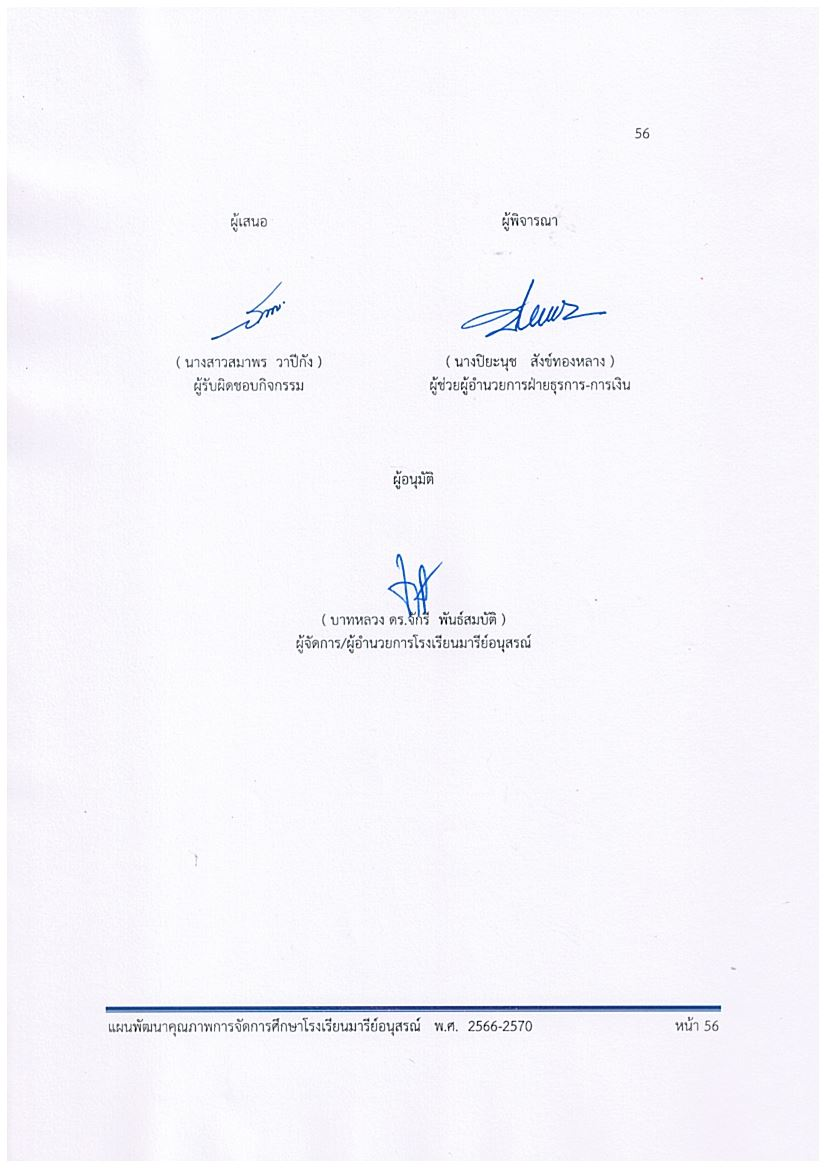 56
ผู้เสนอ ผู้พิจารณา
( นางสาวสมาพร วาปีกัง ) ( นางปิยะนุช สังข์ทองหลาง )
ผู้รับผิดชอบกิจกรรม ผู้ช่วยผู้อำนวยการฝ่ายธุรการ-การเงิน
ผู้อนุมัติ
( บาทหลวง ดร.จักรี พันธ์สมบัติ )
ผู้จัดการ/ผู้อำนวยการโรงเรียนมารีย์อนุสรณ์
แผนพัฒนาคุณภาพการจัดการศึกษาโรงเรียนมารีย์อนุสรณ์ พ.ศ. 2566-2570 หน้า 56